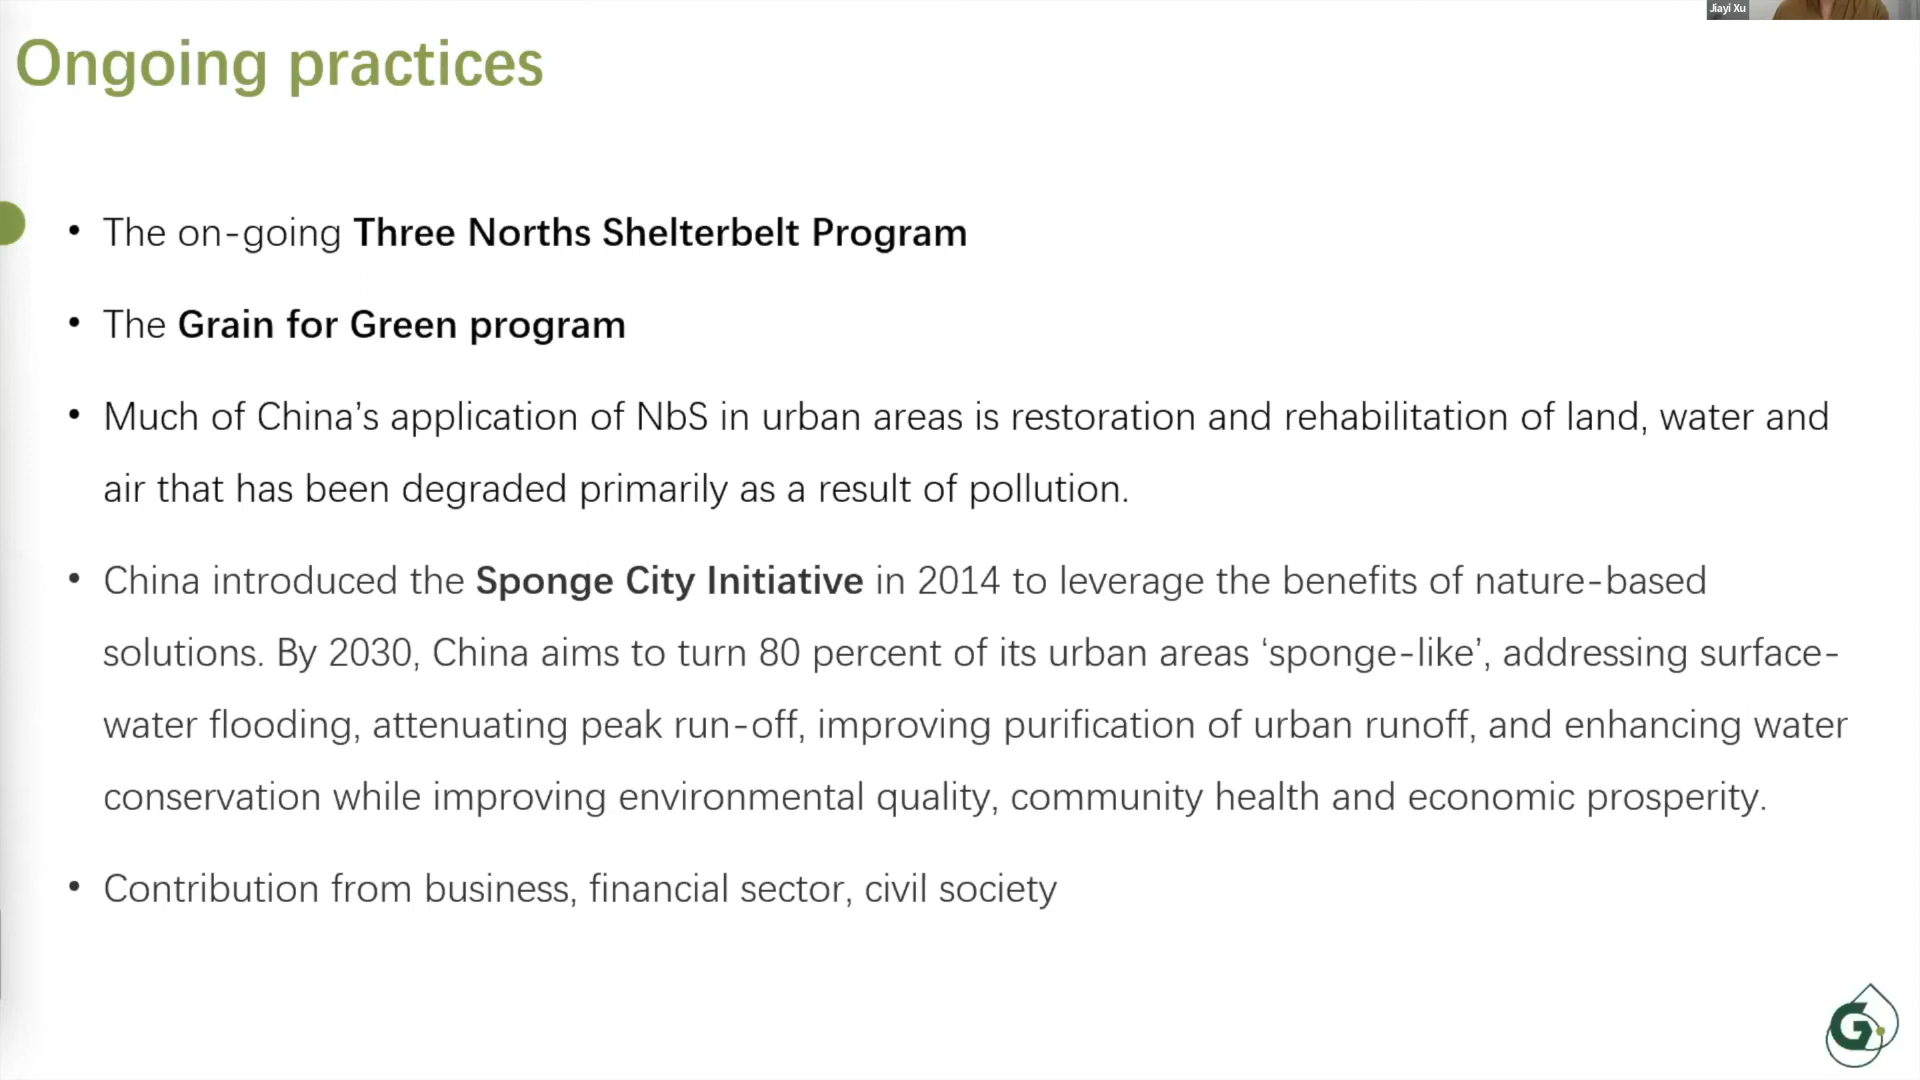 Jiayi Xu
Ongoing practices
• The on-going Three Norths Shelterbelt Program
• The Grain for Green program
• Much of China’s application of NbS in urban areas is restoration and rehabilitation of land, water and
air that has been degraded primarily as a result of pollution.
• China introduced the Sponge City Initiative in 2014 to leverage the benefits of nature-based
solutions. By 2030, China aims to turn 80 percent of its urban areas ‘sponge-like’, addressing surface-
water flooding, attenuating peak run-off, improving purification of urban runoff, and enhancing water
conservation while improving environmental quality, community health and economic prosperity.
• Contribution from business, financial sector, civil society
G